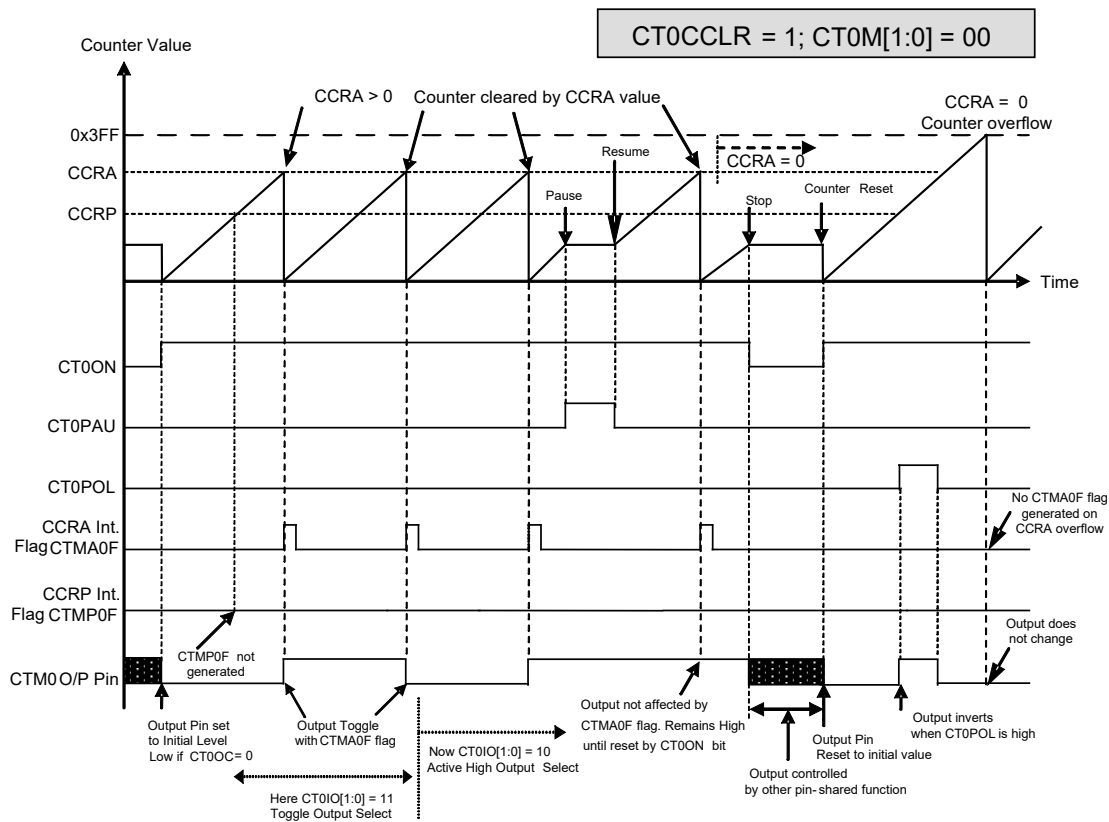 CT0CCLR = 1; CT0M[1:0] = 00
Counter Value
CCRA > 0
Counter cleared by CCRA value
CCRA = 0
Counter overflow
0x3FF
Resume
CCRA = 0
CCRA
Pause
Stop
Counter Reset
CCRP
Time
CT0ON
CT0PAU
CT0POL
No CTMA0F flag
generated on
CCRA overflow
CCRA Int.
Flag CTMA0F
CCRP Int.
Flag CTMP0F
CTMP0F not
generated
Output does
not change
CTM0 O/P Pin
Output Pin set
to Initial Level
Low if CT0OC=0
Output Toggle
with CTMA0F flag
Now CT0IO[1:0] = 10
Active High Output Select
Output not affected by
CTMA0F flag. Remains High
until reset by CT0ON bit
Output Pin
Reset to initial value
Output inverts
when CT0POL is high
Output controlled
by other pin-shared function
Here CT0IO[1:0] = 11
Toggle Output Select